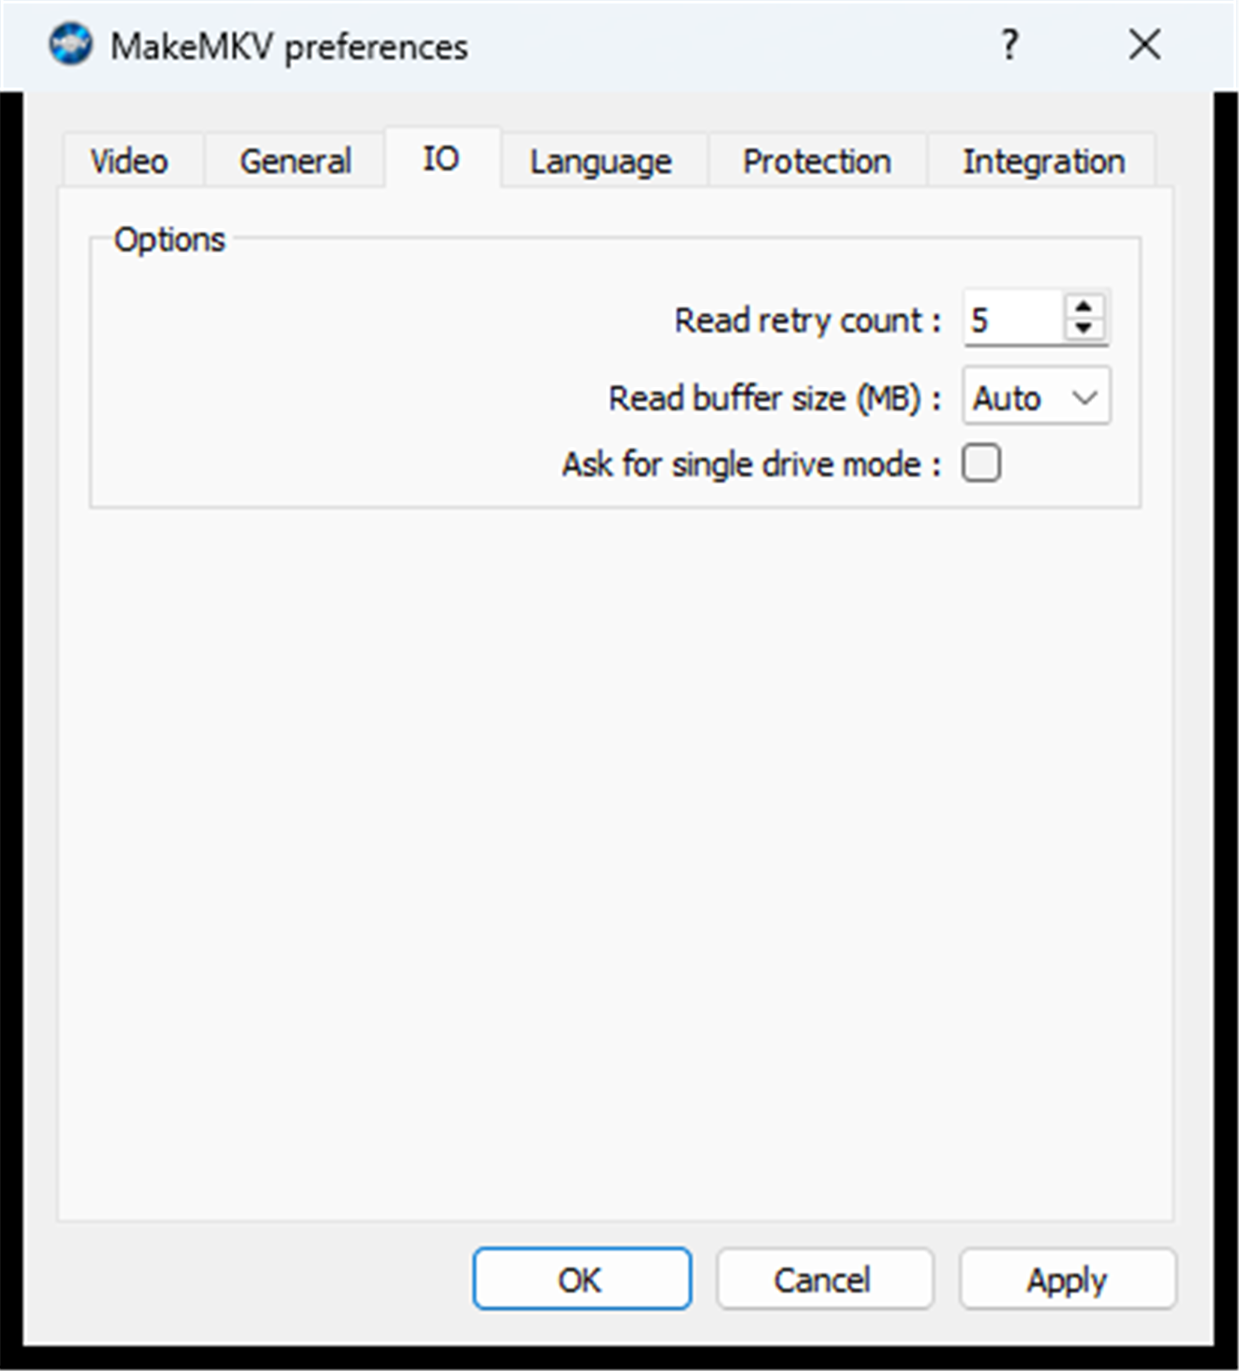 MakeMKV preferences ?
Video General IO Language Protection Integration
Options
Read retry count : 5
Read buffer size (MB) : Auto
Ask for single drive mode :
OK Cancel Apply